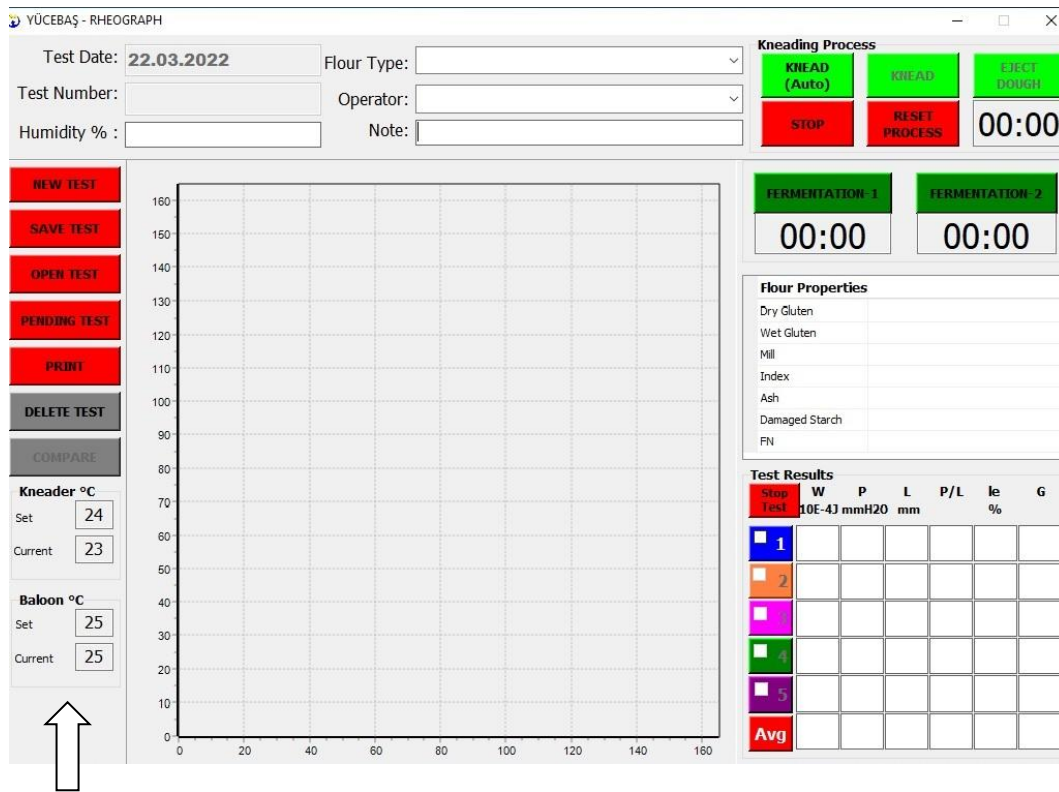 YÜCEBAŞ - RHEOGRAPH
Test Date: 22.03.2022
Test Number:
Humidity % :
Flour Type:
Operator:
Note:
Kneading Process
KNEAD (Auto)
KNEAD
EJECT DOUGH
STOP
RESET PROCESS
00:00
NEW TEST
SAVE TEST
OPEN TEST
PENDING TEST
PRINT
DELETE TEST
COMPARE
Kneader °C
Set 24
Current 23
Baloon °C
Set 25
Current 25
160
150
140
130
120
110
100
90
80
70
60
50
40
30
20
10
0
0 20 40 60 80 100 120 140 160
FERMENTATION-1 FERMENTATION-2
00:00 00:00
Flour Properties
Dry Gluten
Wet Gluten
Mill
Index
Ash
Damaged Starch
FN
Test Results
Stop Test
W P L P/L Ie G
10E-4J mmH20 mm %
1
2
3
4
5
Avg